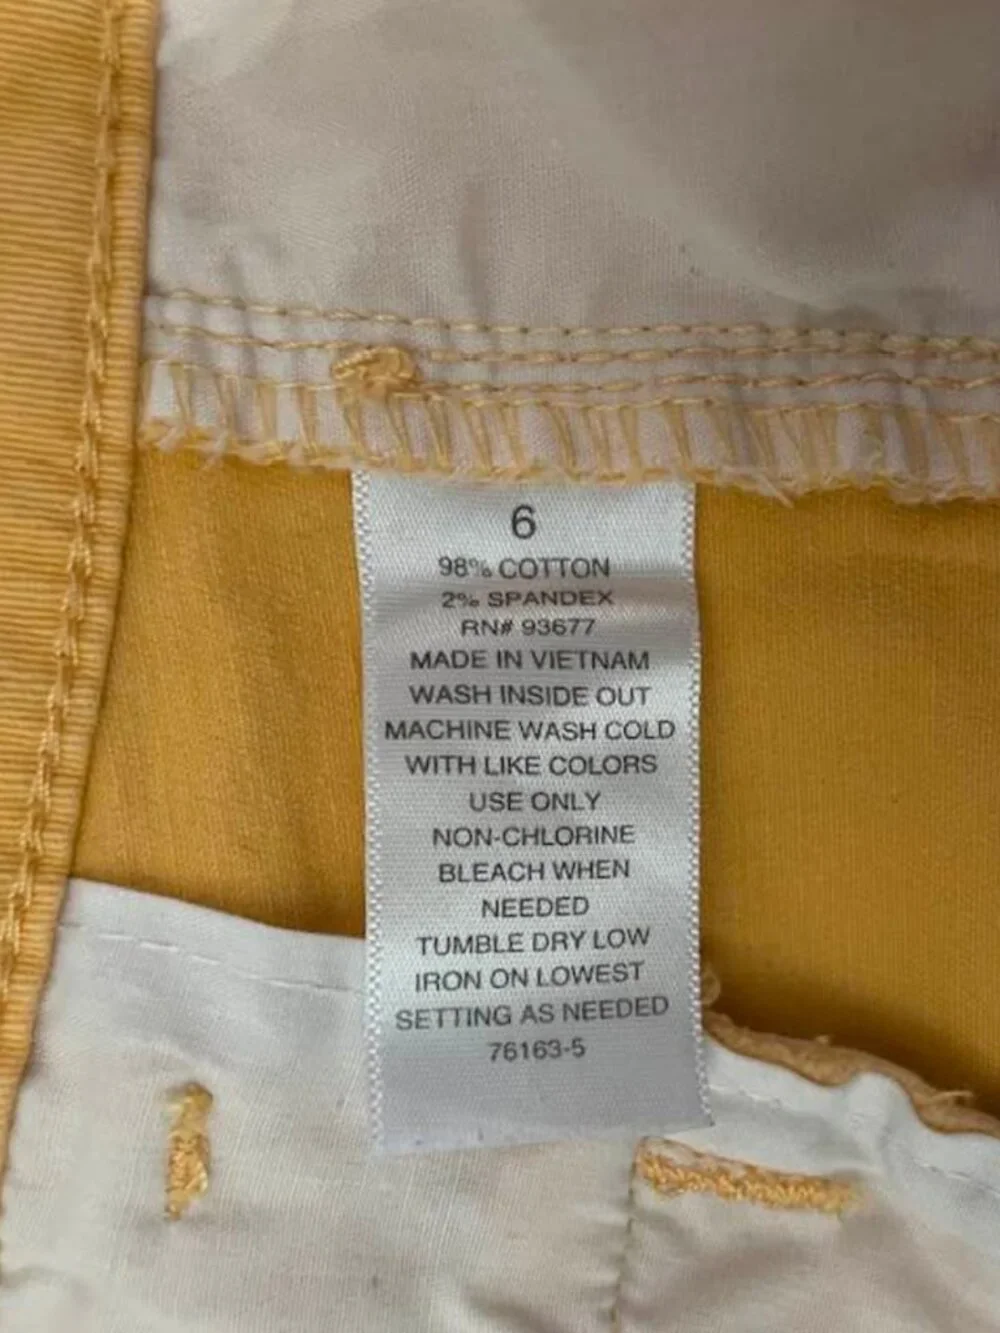 6
98% COTTON
2% SPANDEX
RN# 93677
MADE IN VIETNAM
WASH INSIDE OUT
MACHINE WASH COLD
WITH LIKE COLORS
USE ONLY
NON-CHLORINE
BLEACH WHEN
NEEDED
TUMBLE DRY LOW
IRON ON LOWEST
SETTING AS NEEDED
76163-5